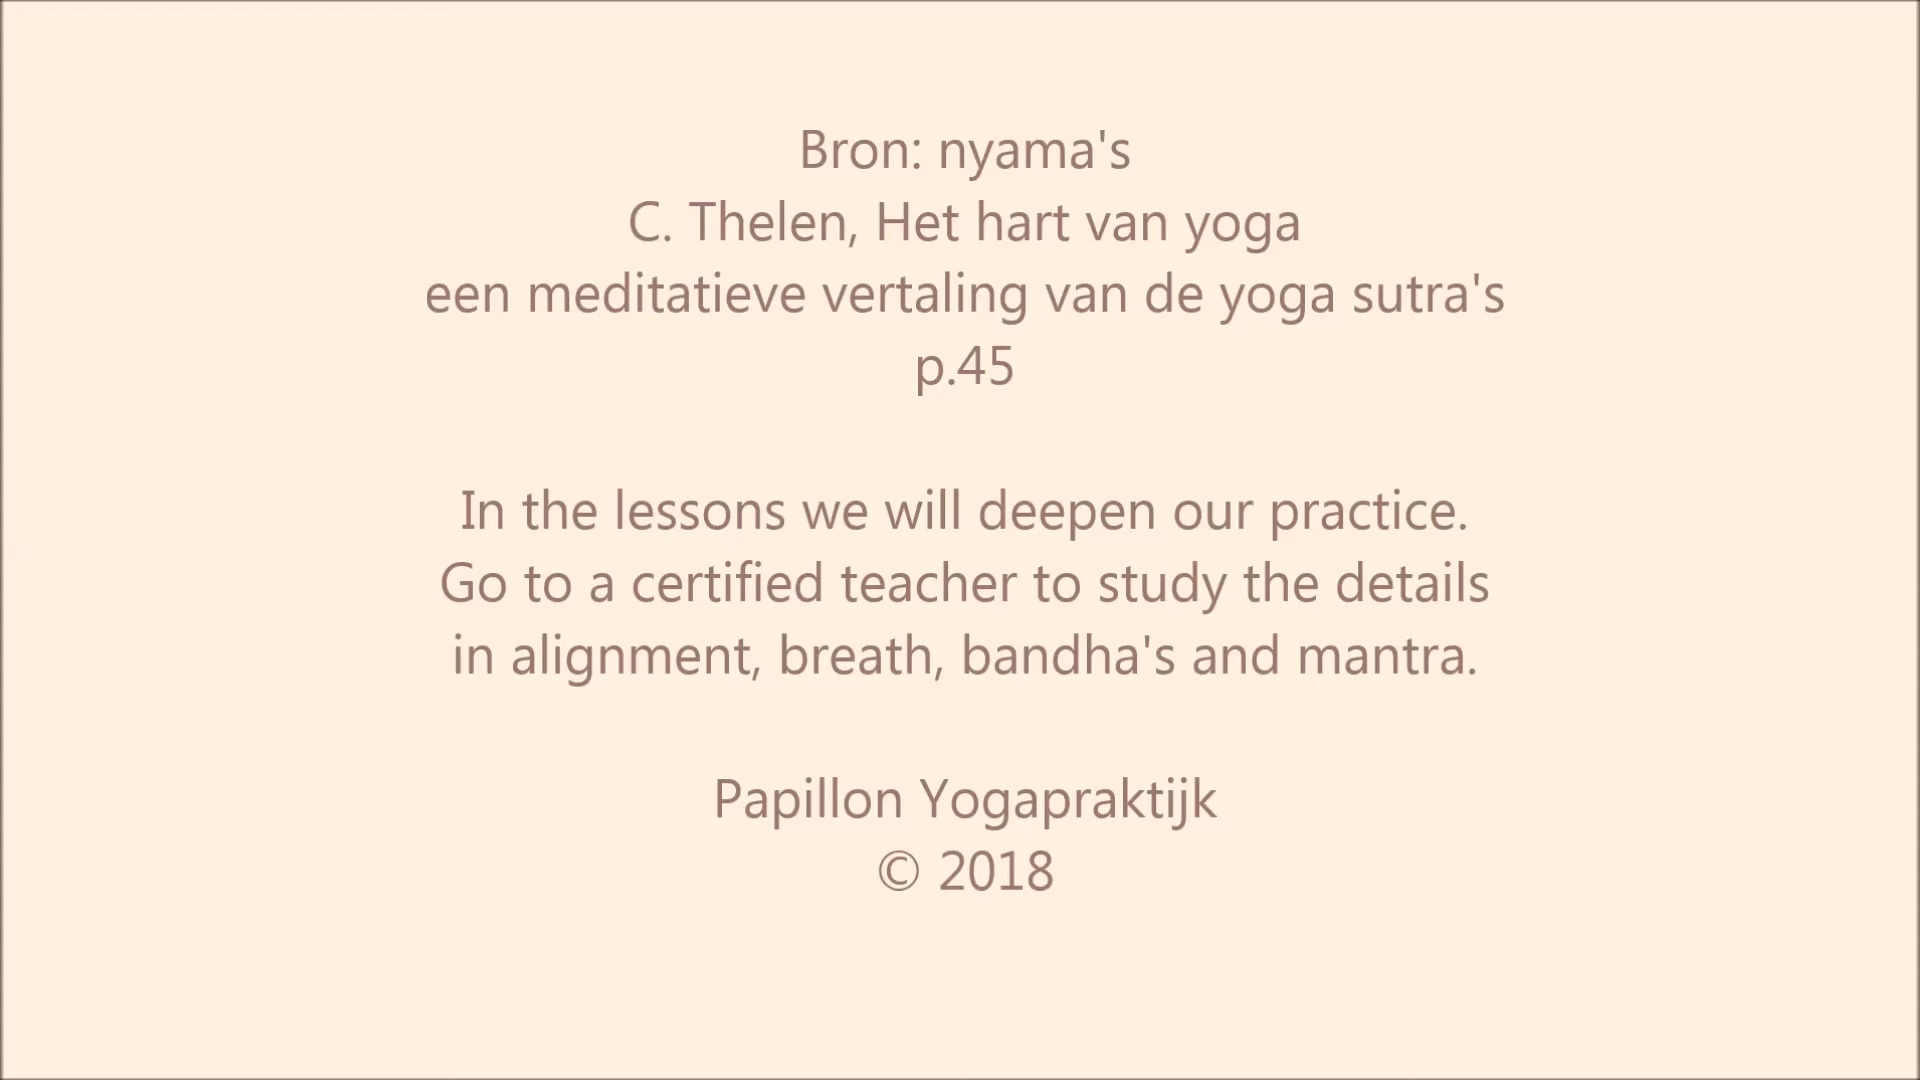 Bron: nyama's
C. Thelen, Het hart van yoga
een meditatieve vertaling van de yoga sutra's
p.45
In the lessons we will deepen our practice.
Go to a certified teacher to study the details
in alignment, breath, bandha's and mantra.
Papillon Yogapraktijk
© 2018